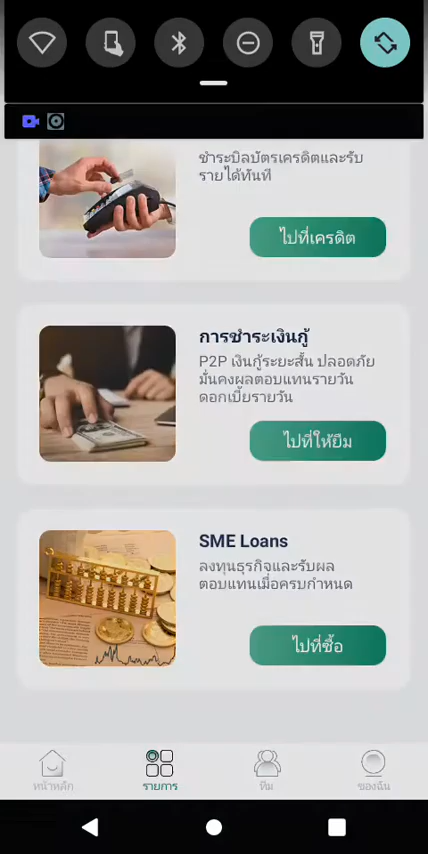 ชำระบิลบัตรเครดิตและรับ
รายได้ทันที
ไปที่เครดิต
การชำระเงินกู้
P2P เงินกู้ระยะสั้น ปลอดภัย
มั่นคงผลตอบแทนรายวัน
ดอกเบี้ยรายวัน
ไปที่ให้ยืม
SME Loans
ลงทุนธุรกิจและรับผล
ตอบแทนเมื่อครบกำหนด
ไปที่ซื้อ
หน้าหลัก
รายการ
ทีม
ของฉัน